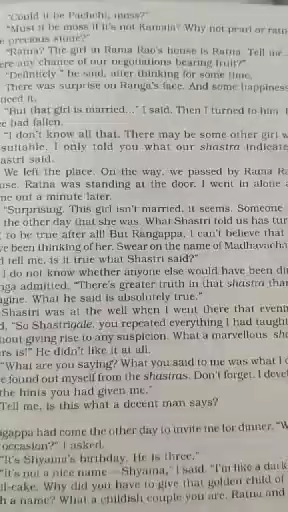 "Could it be Pachchi, moss?"
"Must it be moss if it's not Kamala? Why not pearl or ratn
e precious stone?"
"Ratna? The girl in Rama Rao's house is Ratna. Tell me
ere any chance of our negotiations bearing fruit?"
"Definitely " he said, after thinking for some time.
There was surprise on Ranga's face. And some happiness
iced it.
"But that girl is married..." I said. Then I turned to him.
e had fallen.
"I don't know all that. There may be some other girl w
suitable. I only told you what our shastra indicate
astri said.
We left the place. On the way, we passed by Rama Ra
use. Ratna was standing at the door. I went in alone a
me out a minute later.
"Surprising. This girl isn't married, it seems. Someone
the other day that she was. What Shastri told us has tur
to be true after all! But Rangappa, I can't believe that
ve been thinking of her. Swear on the name of Madhavacha
d tell me, is it true what Shastri said?"
I do not know whether anyone else would have been di
nga admitted, "There's greater truth in that shastra than
agine. What he said is absolutely true."
Shastri was at the well when I went there that eveni
d, "So Shastrigale, you repeated everything I had taught
hout giving rise to any suspicion. What a marvellous sha
rs is!" He didn't like it at all.
"What are you saying? What you said to me was what I c
e found out myself from the shastras. Don't forget, I devel
the hints you had given me."
Tell me, is this what a decent man says?
ngappa had come the other day to invite me for dinner. "W
occasion?" I asked.
"It's Shyama's birthday. He is three."
"It's not a nice name — Shyama," I said. "I'm like a dark
il-cake. Why did you have to give that golden child of
h a name? What a childish couple you are, Ratna and